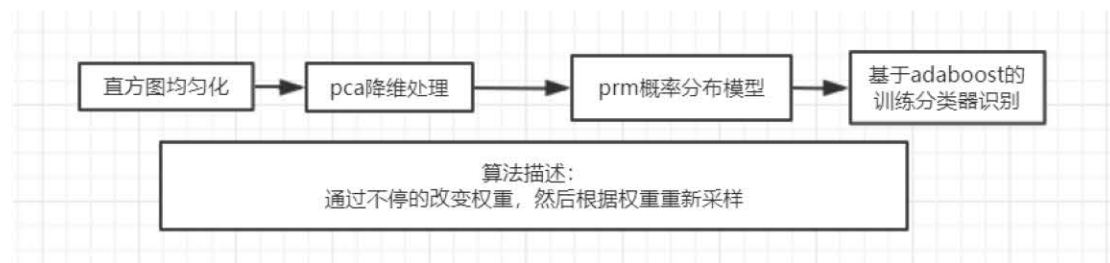 直方图均匀化
pca降维处理
prm概率分布模型
基于adaboost的
训练分类器识别
算法描述:
通过不停的改变权重，然后根据权重重新采样